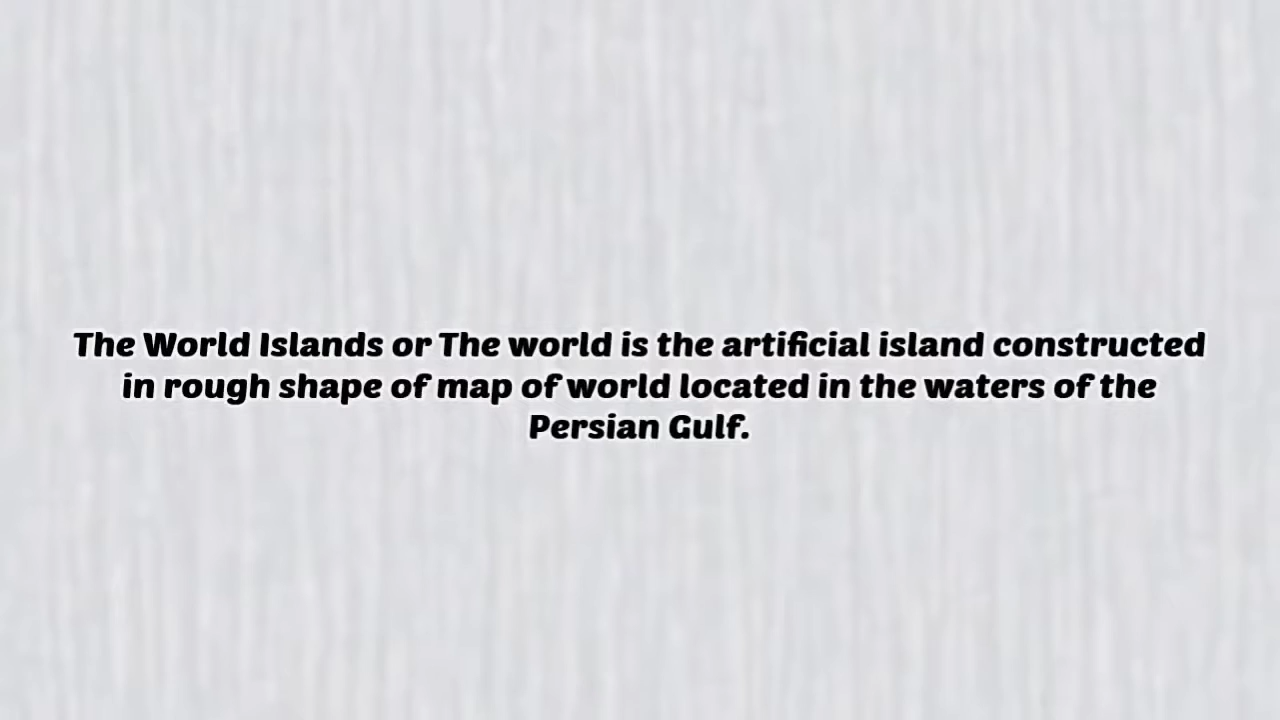 The World Islands or The world is the artificial island constructed
in rough shape of map of world located in the waters of the
Persian Gulf.